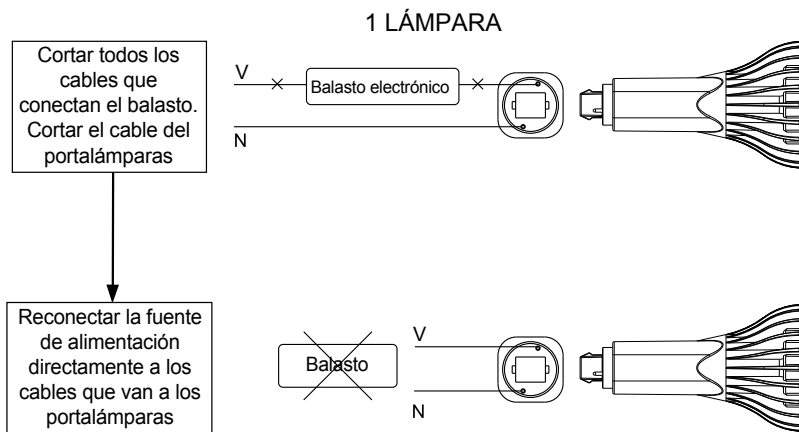 1 LÁMPARA
Cortar todos los
cables que
conectan el balasto.
Cortar el cable del
portalámparas
V
Balasto electrónico
N
Reconectar la fuente
de alimentación
directamente a los
cables que van a los
portalámparas
Balasto
V
N